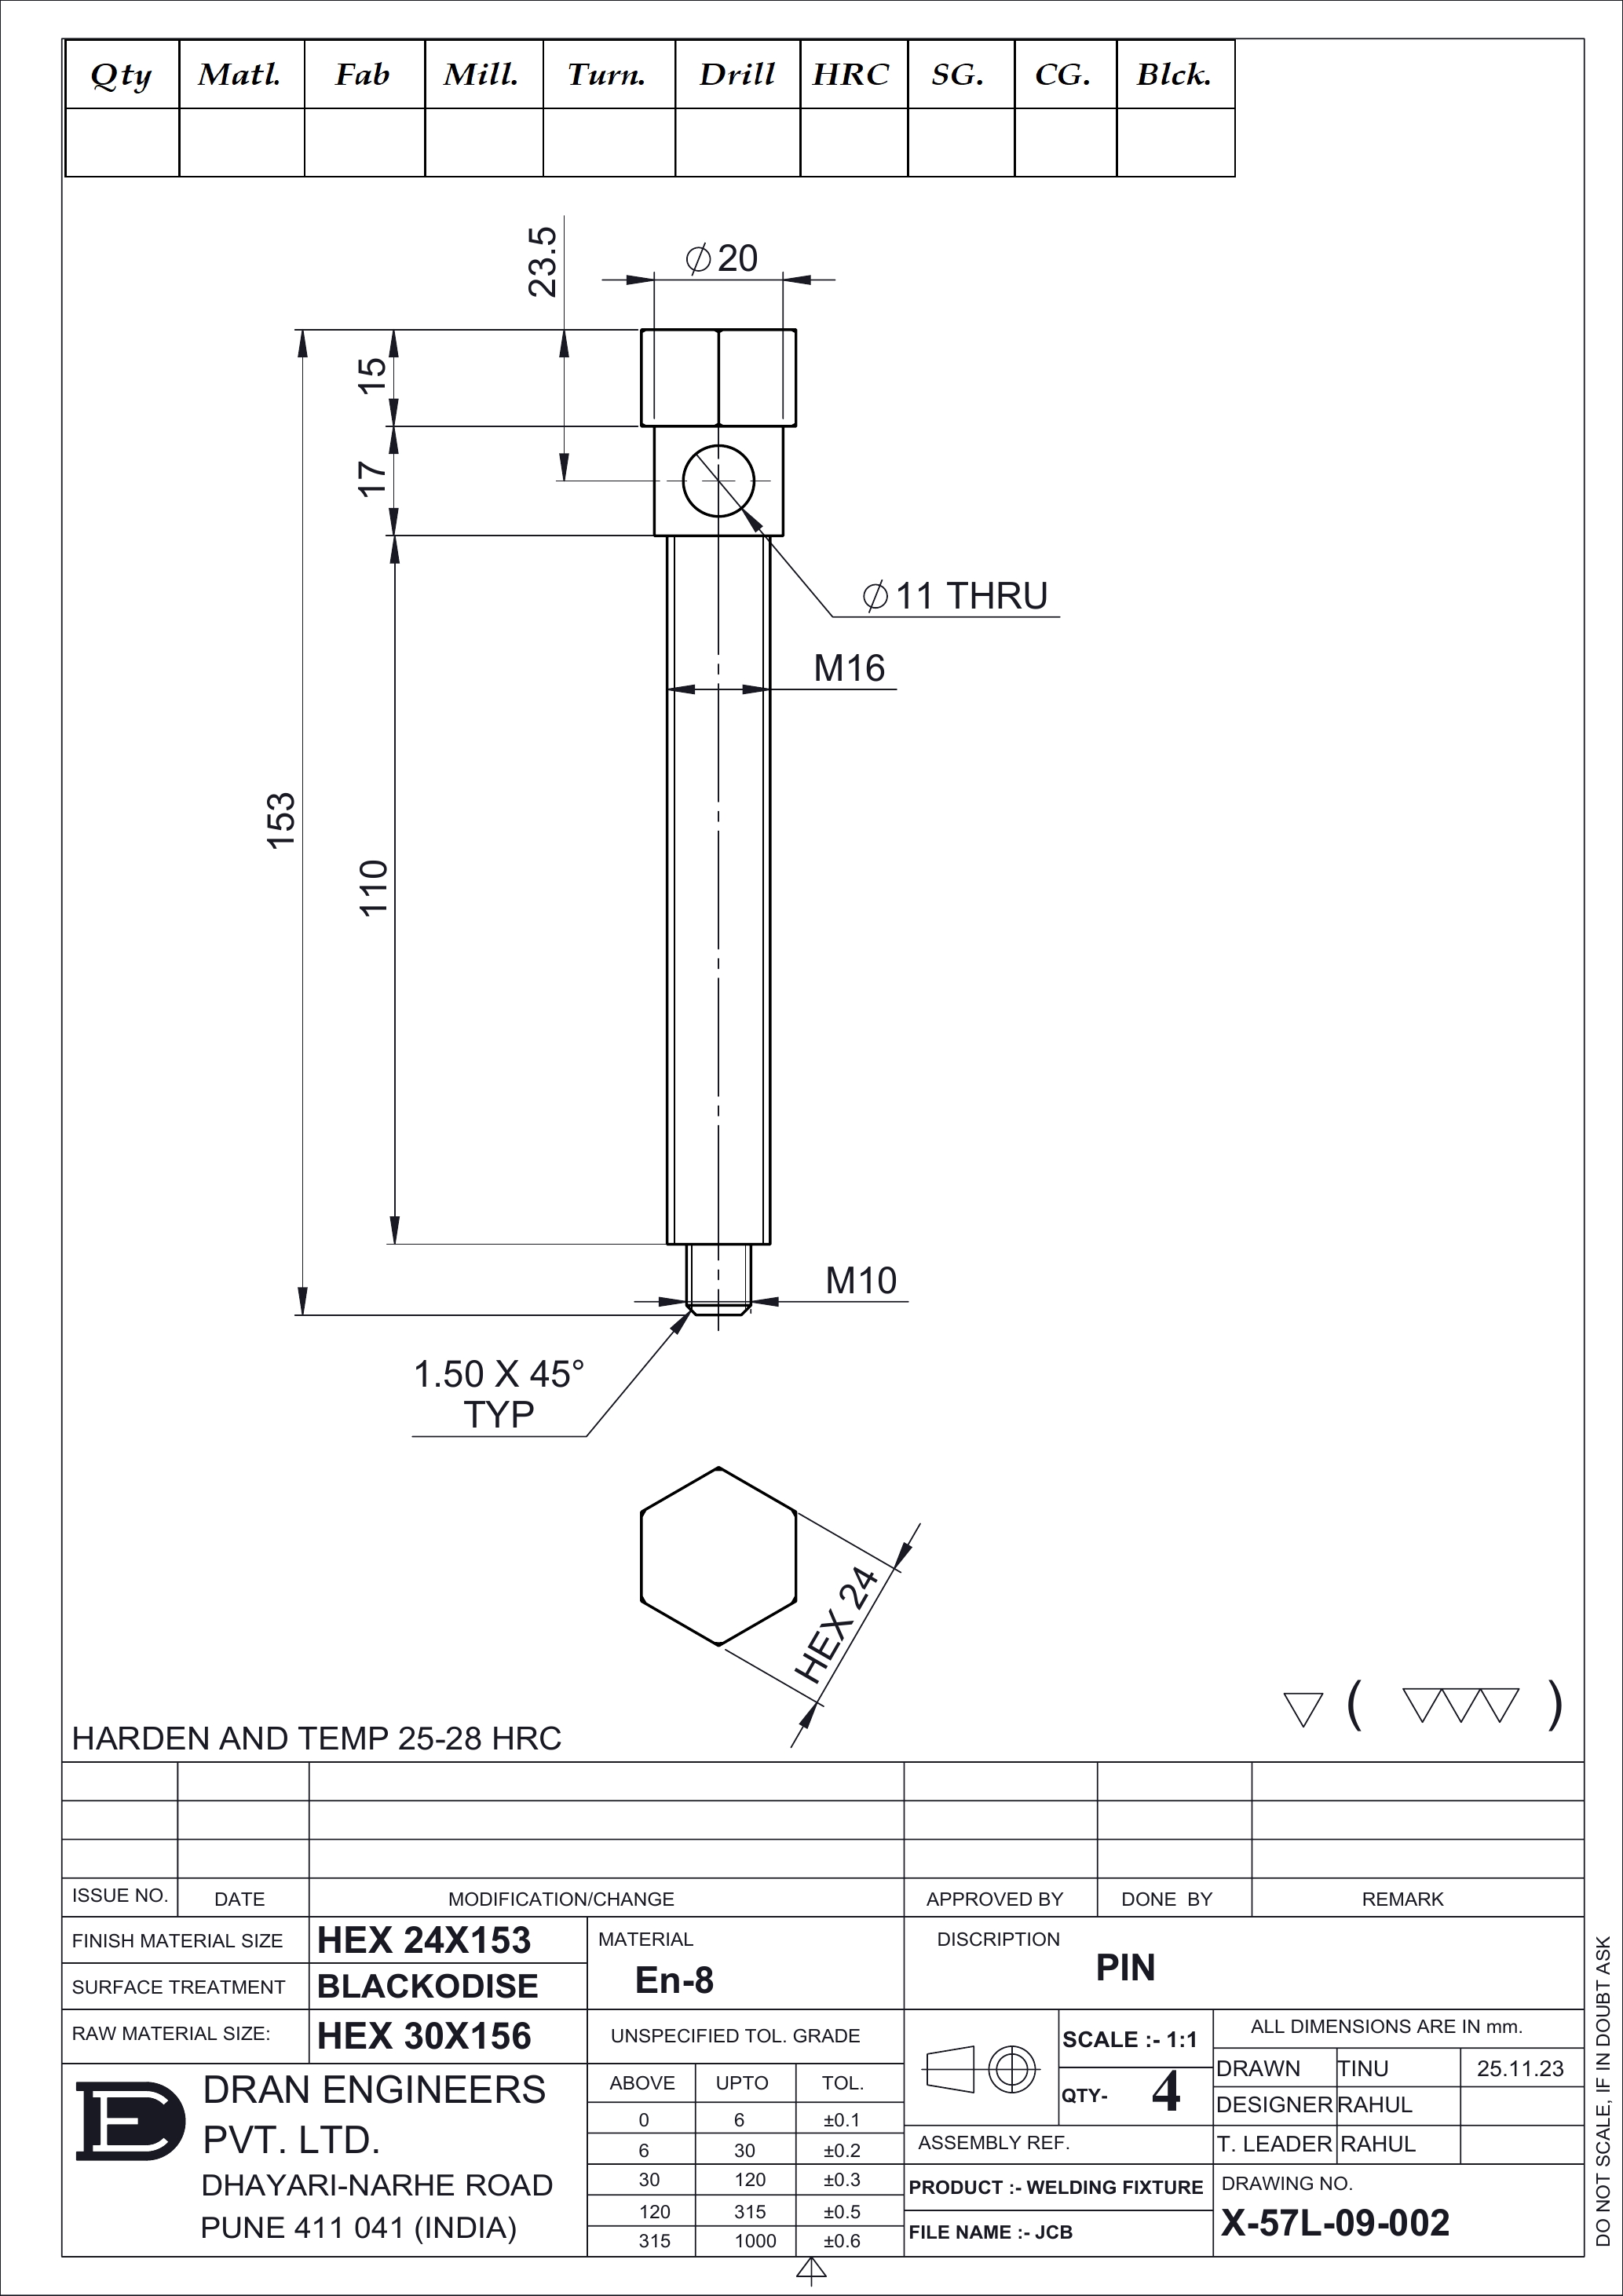 Qty Matl. Fab Mill. Turn. Drill HRC SG. CG. Blck.
23.5
⌀20
15
17
⌀11 THRU
M16
153
110
M10
1.50 X 45°
TYP
HEX 24
HARDEN AND TEMP 25-28 HRC
( )
ISSUE NO. DATE MODIFICATION/CHANGE APPROVED BY DONE BY REMARK
FINISH MATERIAL SIZE HEX 24X153
SURFACE TREATMENT BLACKODISE
RAW MATERIAL SIZE: HEX 30X156
MATERIAL
En-8
DISCRIPTION
PIN
UNSPECIFIED TOL. GRADE
ABOVE UPTO TOL.
0 6 ±0.1
6 30 ±0.2
30 120 ±0.3
120 315 ±0.5
315 1000 ±0.6
SCALE :- 1:1
QTY- 4
ALL DIMENSIONS ARE IN mm.
DRAWN TINU 25.11.23
DESIGNER RAHUL
T. LEADER RAHUL
ASSEMBLY REF.
PRODUCT :- WELDING FIXTURE
FILE NAME :- JCB
DRAWING NO.
X-57L-09-002
DE
DRAN ENGINEERS
PVT. LTD.
DHAYARI-NARHE ROAD
PUNE 411 041 (INDIA)
DO NOT SCALE, IF IN DOUBT ASK